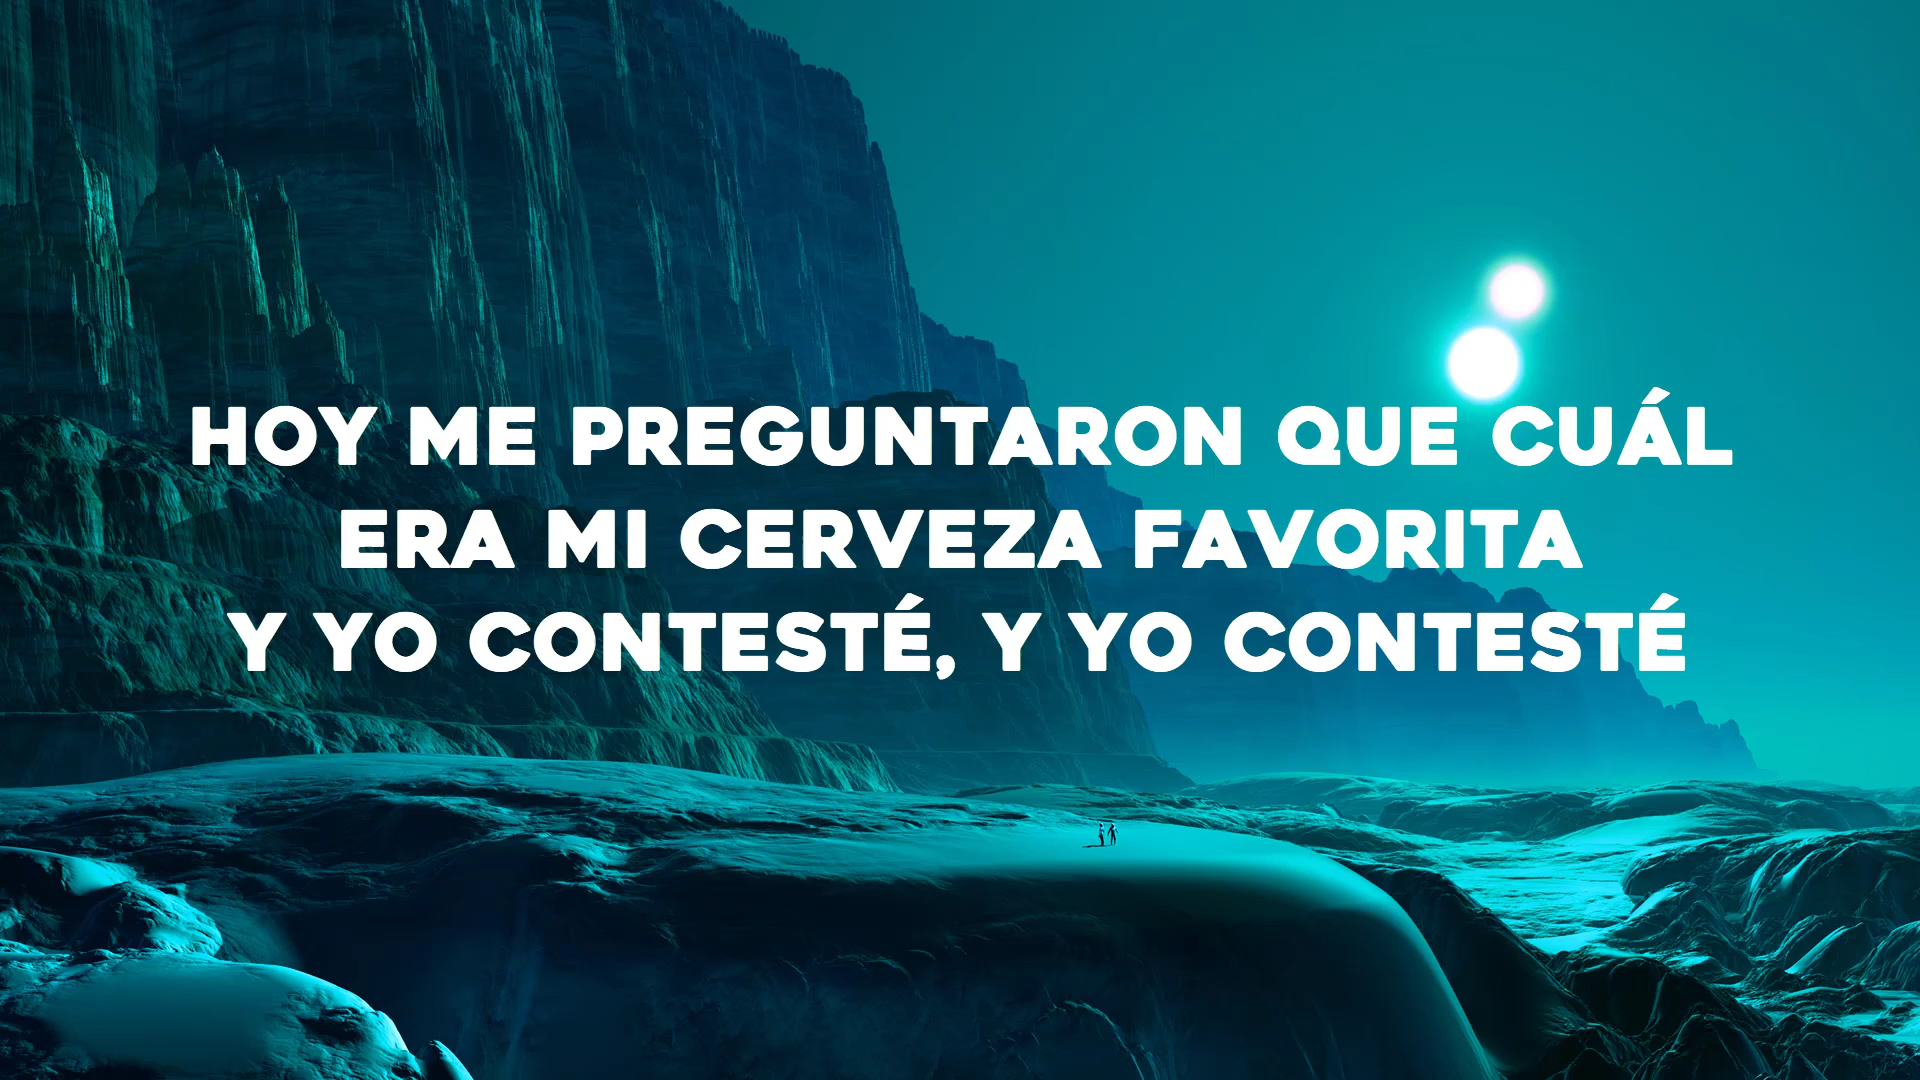 HOY ME PREGUNTARON QUE CUÁL
ERA MI CERVEZA FAVORITA
Y YO CONTESTÉ, Y YO CONTESTÉ